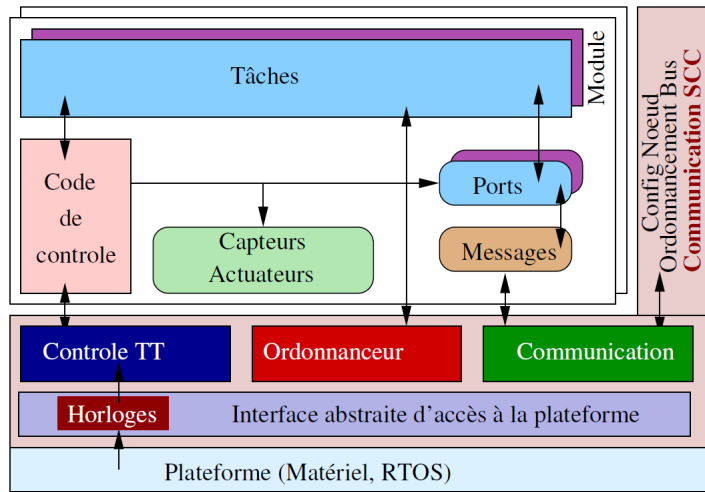 Tâches
Module
Code
de
controle
Ports
Capteurs
Actuateurs
Messages
Config Noeud
Ordonnancement Bus
Communication SCC
Controle TT
Ordonnanceur
Communication
Horloges
Interface abstraite d'accès à la plateforme
Plateforme (Matériel, RTOS)